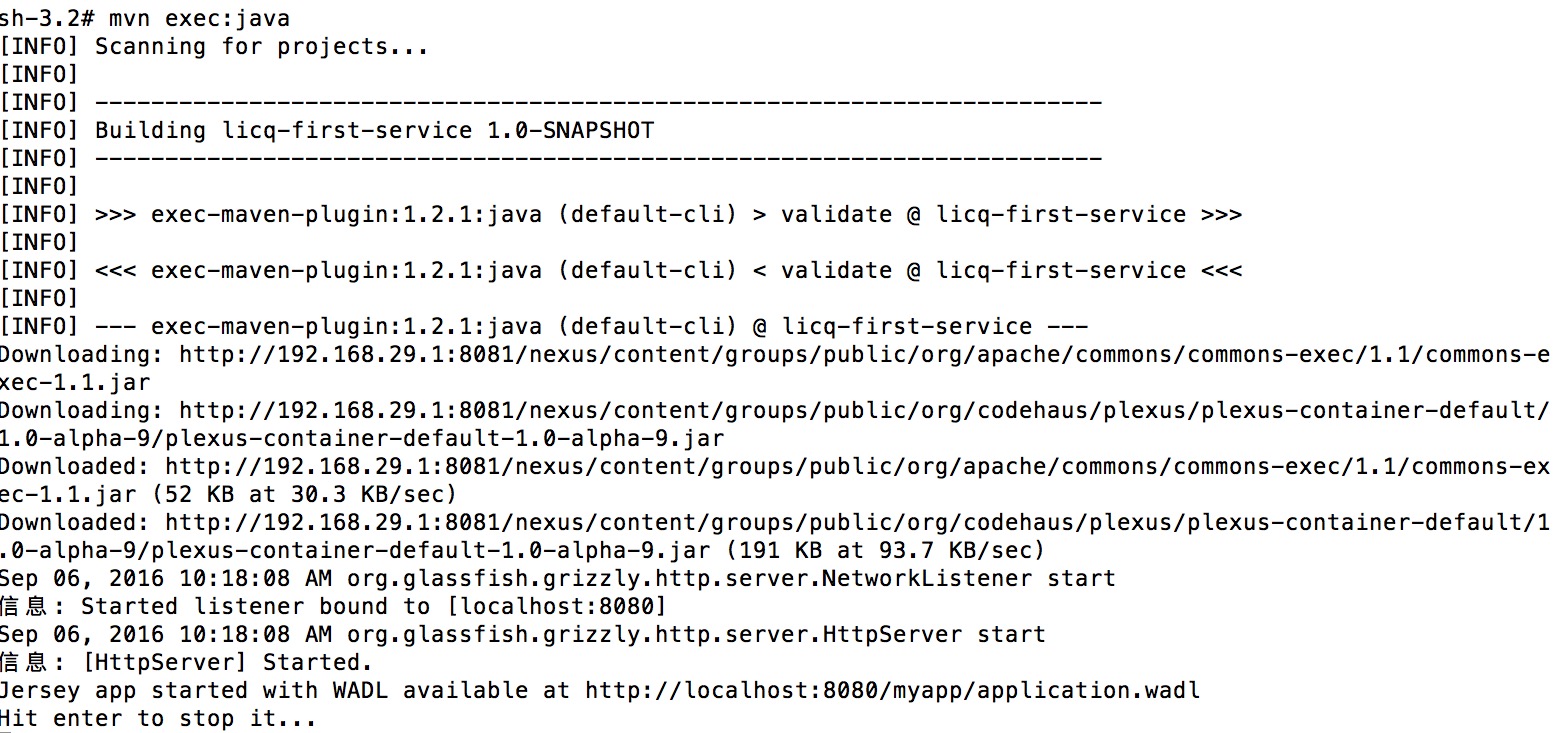 sh-3.2# mvn exec:java
[INFO] Scanning for projects...
[INFO]
[INFO] ------------------------------------------------------------------------
[INFO] Building licq-first-service 1.0-SNAPSHOT
[INFO] ------------------------------------------------------------------------
[INFO]
[INFO] >>> exec-maven-plugin:1.2.1:java (default-cli) > validate @ licq-first-service >>>
[INFO]
[INFO] <<< exec-maven-plugin:1.2.1:java (default-cli) < validate @ licq-first-service <<<
[INFO]
[INFO] --- exec-maven-plugin:1.2.1:java (default-cli) @ licq-first-service ---
Downloading: http://192.168.29.1:8081/nexus/content/groups/public/org/apache/commons/commons-exec/1.1/commons-e
xec-1.1.jar
Downloading: http://192.168.29.1:8081/nexus/content/groups/public/org/codehaus/plexus/plexus-container-default/
1.0-alpha-9/plexus-container-default-1.0-alpha-9.jar
Downloaded: http://192.168.29.1:8081/nexus/content/groups/public/org/apache/commons/commons-exec/1.1/commons-ex
ec-1.1.jar (52 KB at 30.3 KB/sec)
Downloaded: http://192.168.29.1:8081/nexus/content/groups/public/org/codehaus/plexus/plexus-container-default/1
.0-alpha-9/plexus-container-default-1.0-alpha-9.jar (191 KB at 93.7 KB/sec)
Sep 06, 2016 10:18:08 AM org.glassfish.grizzly.http.server.NetworkListener start
信息: Started listener bound to [localhost:8080]
Sep 06, 2016 10:18:08 AM org.glassfish.grizzly.http.server.HttpServer start
信息: [HttpServer] Started.
Jersey app started with WADL available at http://localhost:8080/myapp/application.wadl
Hit enter to stop it...